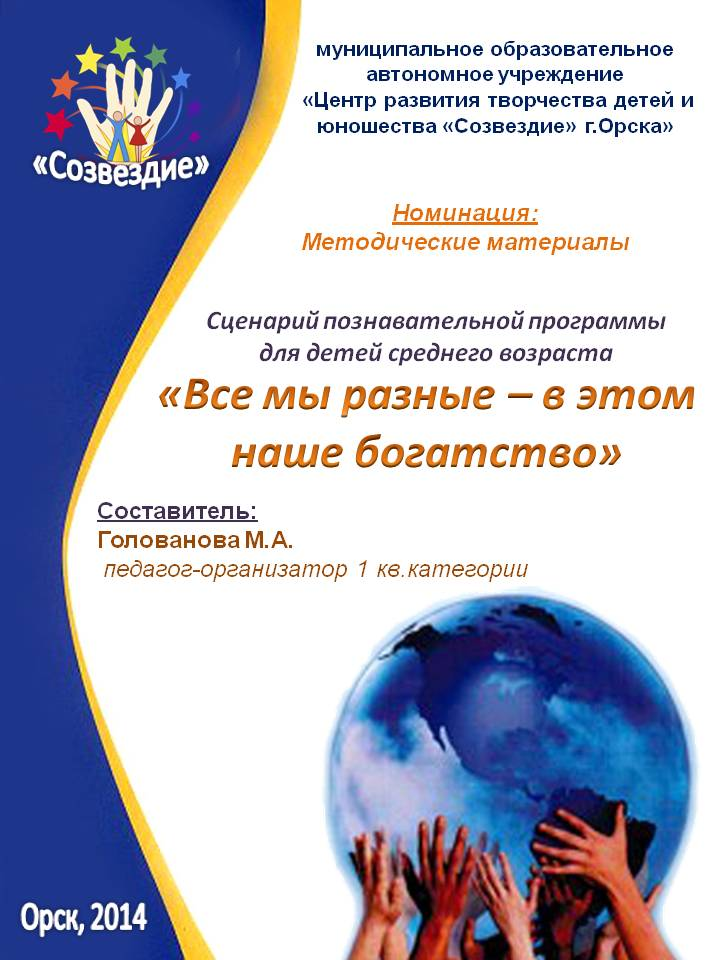 «Созвездие»
муниципальное образовательное
автономное учреждение
«Центр развития творчества детей и
юношества «Созвездие» г.Орска»
Номинация:
Методические материалы
Сценарий познавательной программы
для детей среднего возраста
«Все мы разные – в этом
наше богатство»
Составитель:
Голованова М.А.
педагог-организатор 1 кв.категории
Орск, 2014